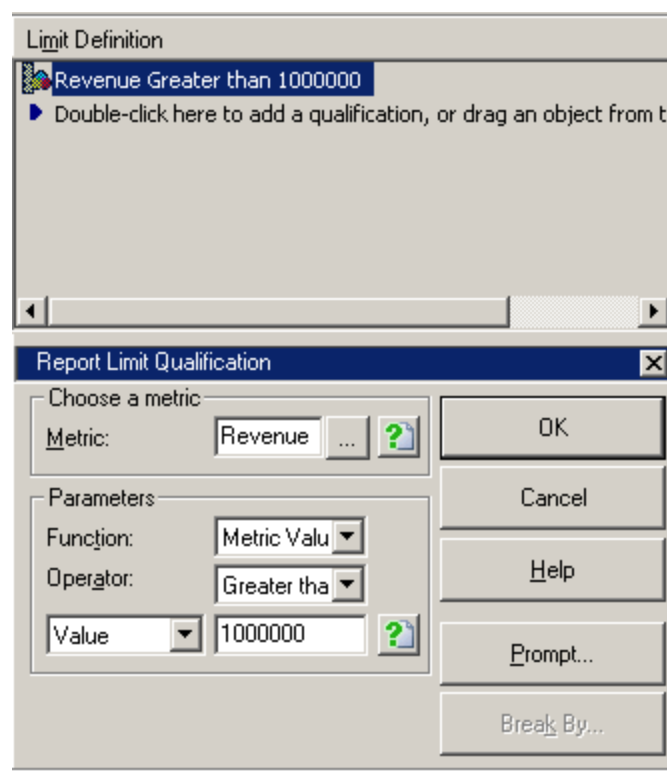 Limit Definition
Revenue Greater than 1000000
Double-click here to add a qualification, or drag an object from t
Report Limit Qualification
Choose a metric
Metric: Revenue ...
OK
Parameters
Cancel
Function: Metric Valu
Operator: Greater tha
Help
Value 1000000
Prompt...
Break By...